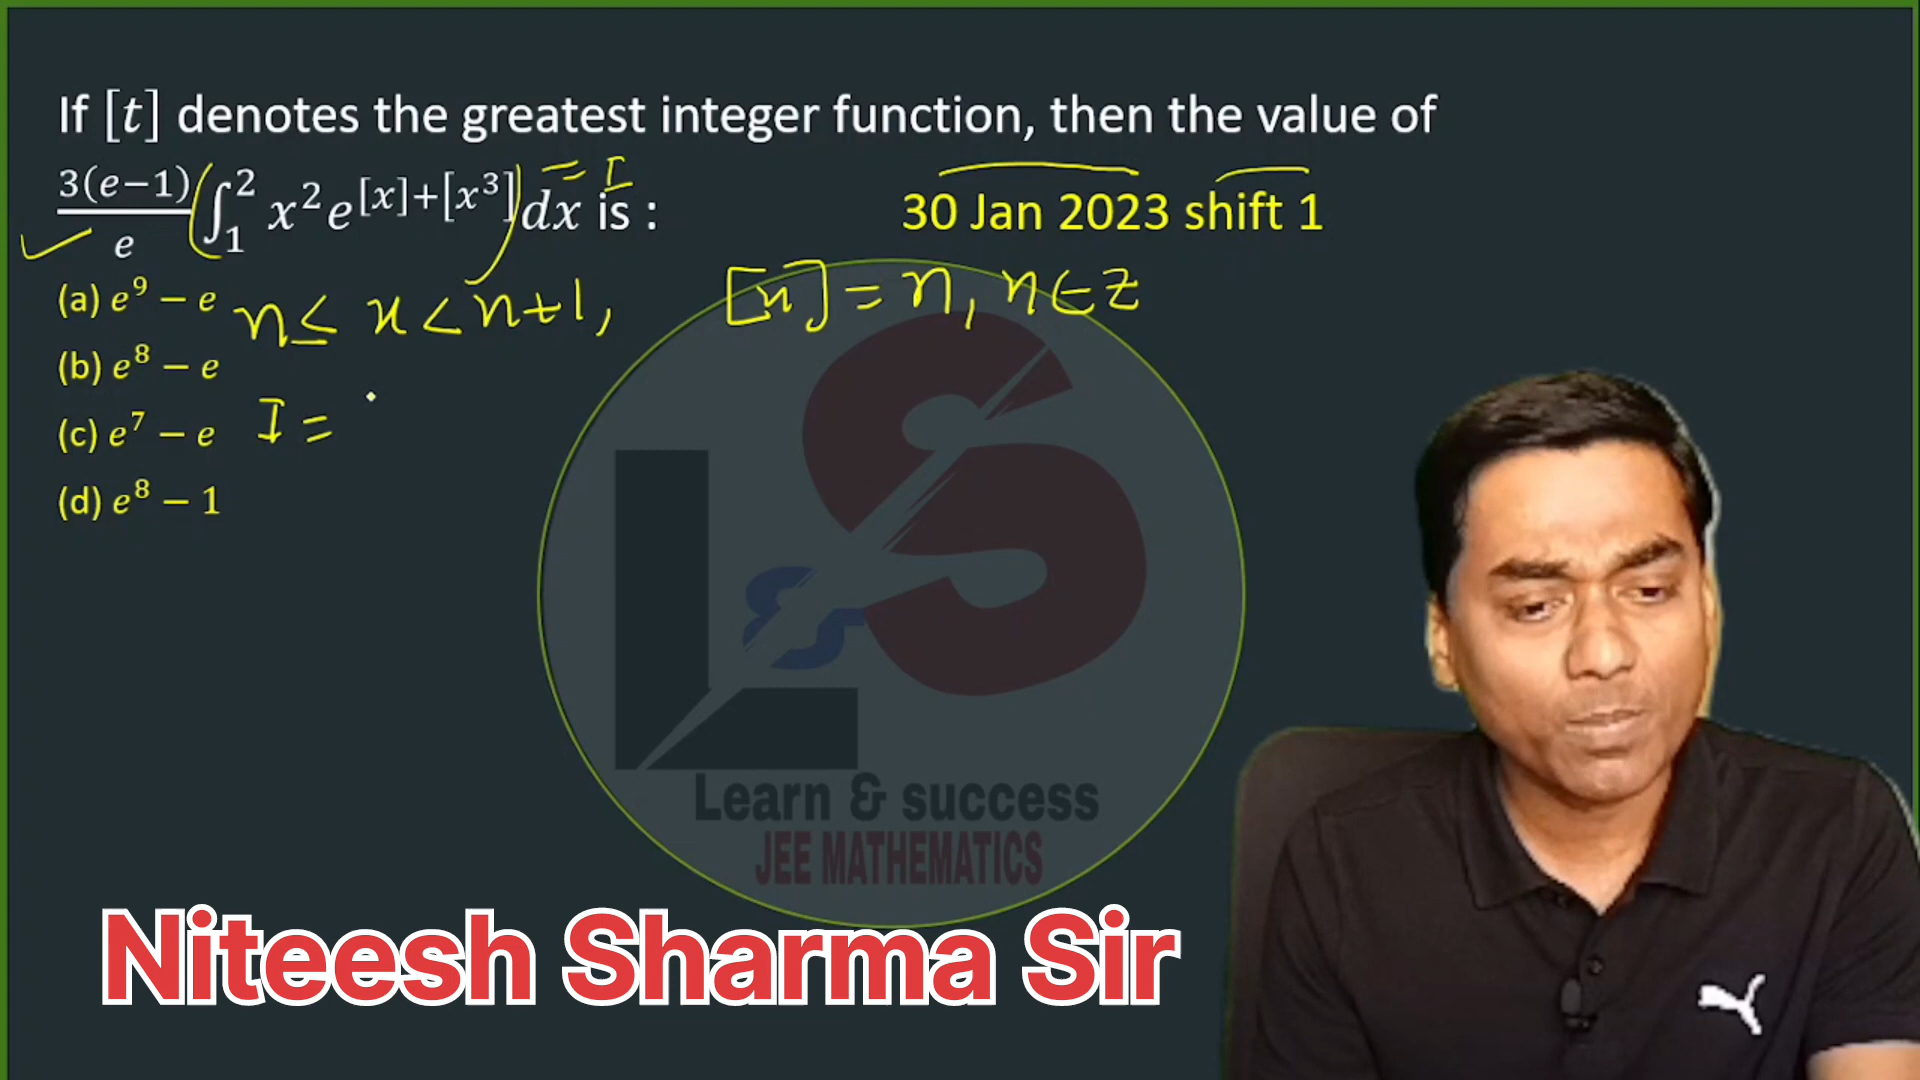 If [t] denotes the greatest integer function, then the value of
3(e−1)/e ∫₁² x² e^([x]+[x³]) dx is :
= I
30 Jan 2023 shift 1
(a) e⁹ − e
n ≤ x < n+1, [x] = n, n ∈ z
(b) e⁸ − e
(c) e⁷ − e
I =
(d) e⁸ − 1
L&S
Learn & success
JEE MATHEMATICS
Niteesh Sharma Sir